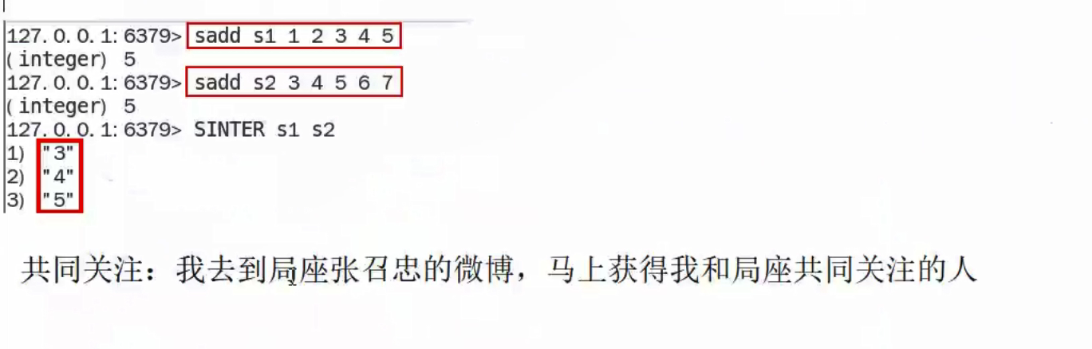 127.0.0.1:6379> sadd s1 1 2 3 4 5
(integer) 5
127.0.0.1:6379> sadd s2 3 4 5 6 7
(integer) 5
127.0.0.1:6379> SINTER s1 s2
1) "3"
2) "4"
3) "5"
共同关注：我去到局座张召忠的微博，马上获得我和局座共同关注的人